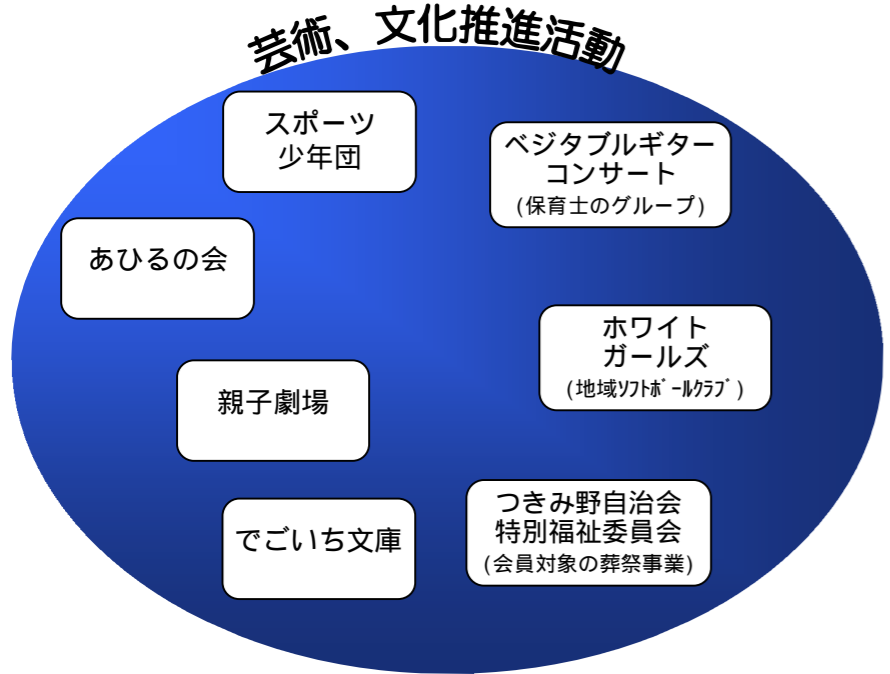 芸術、文化推進活動
スポーツ
少年団
ベジタブルギター
コンサート
(保育士のグループ)
あひるの会
ホワイト
ガールズ
(地域ｿﾌﾄﾎﾞｰﾙｸﾗﾌﾞ)
親子劇場
でごいち文庫
つきみ野自治会
特別福祉委員会
(会員対象の葬祭事業)